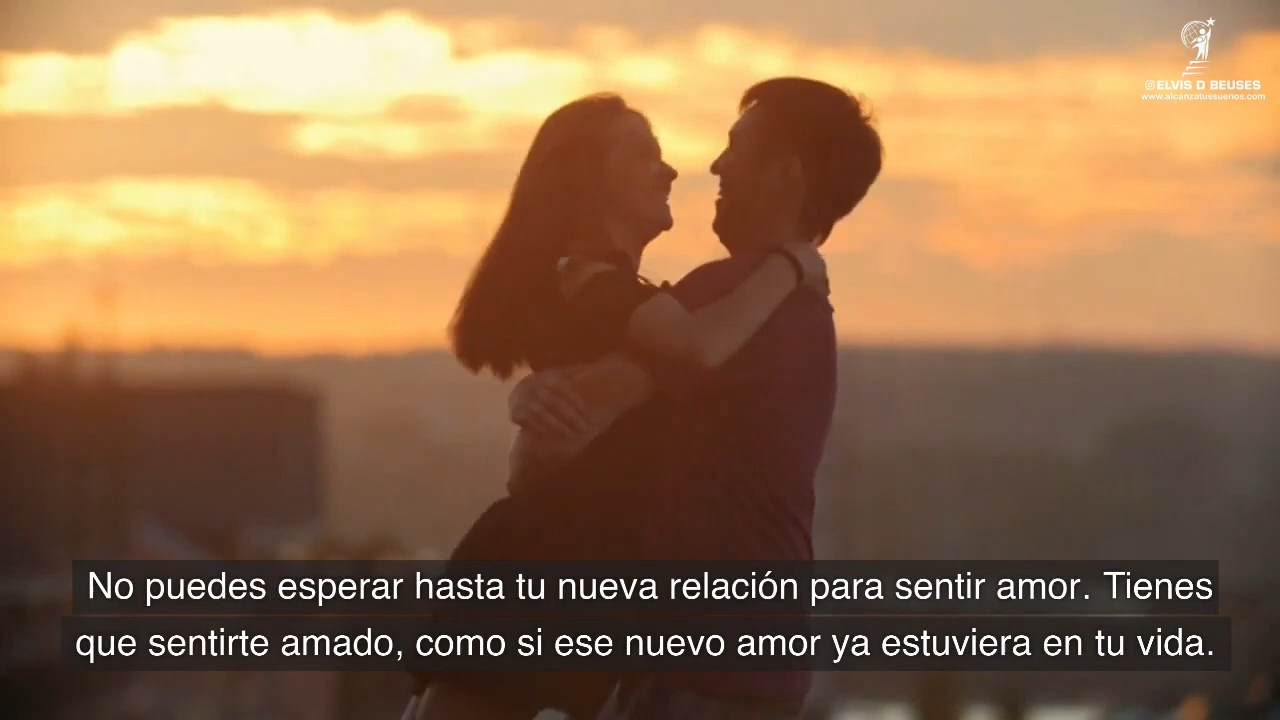 ELVIS D BEUSES
www.alcanzatussuenos.com
No puedes esperar hasta tu nueva relación para sentir amor. Tienes
que sentirte amado, como si ese nuevo amor ya estuviera en tu vida.